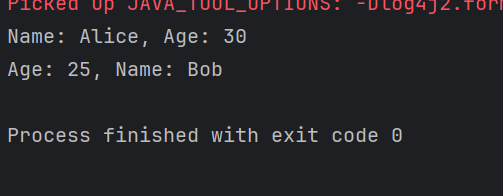 Picked up JAVA_TOOL_OPTIONS: -Dlog4j2.form
Name: Alice, Age: 30
Age: 25, Name: Bob
Process finished with exit code 0